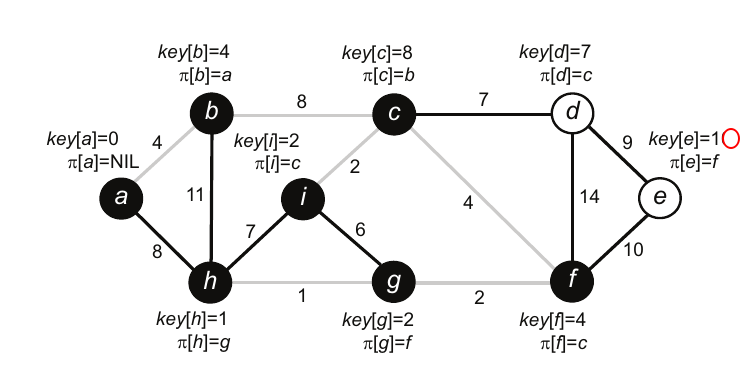 key[b]=4
π[b]=a
key[c]=8
π[c]=b
key[d]=7
π[d]=c
b
8
c
7
d
key[a]=0
π[a]=NIL
4
key[i]=2
π[i]=c
9
key[e]=1
π[e]=f
2
a
11
i
4
14
e
8
7
6
10
h
1
g
2
f
key[h]=1
π[h]=g
key[g]=2
π[g]=f
key[f]=4
π[f]=c